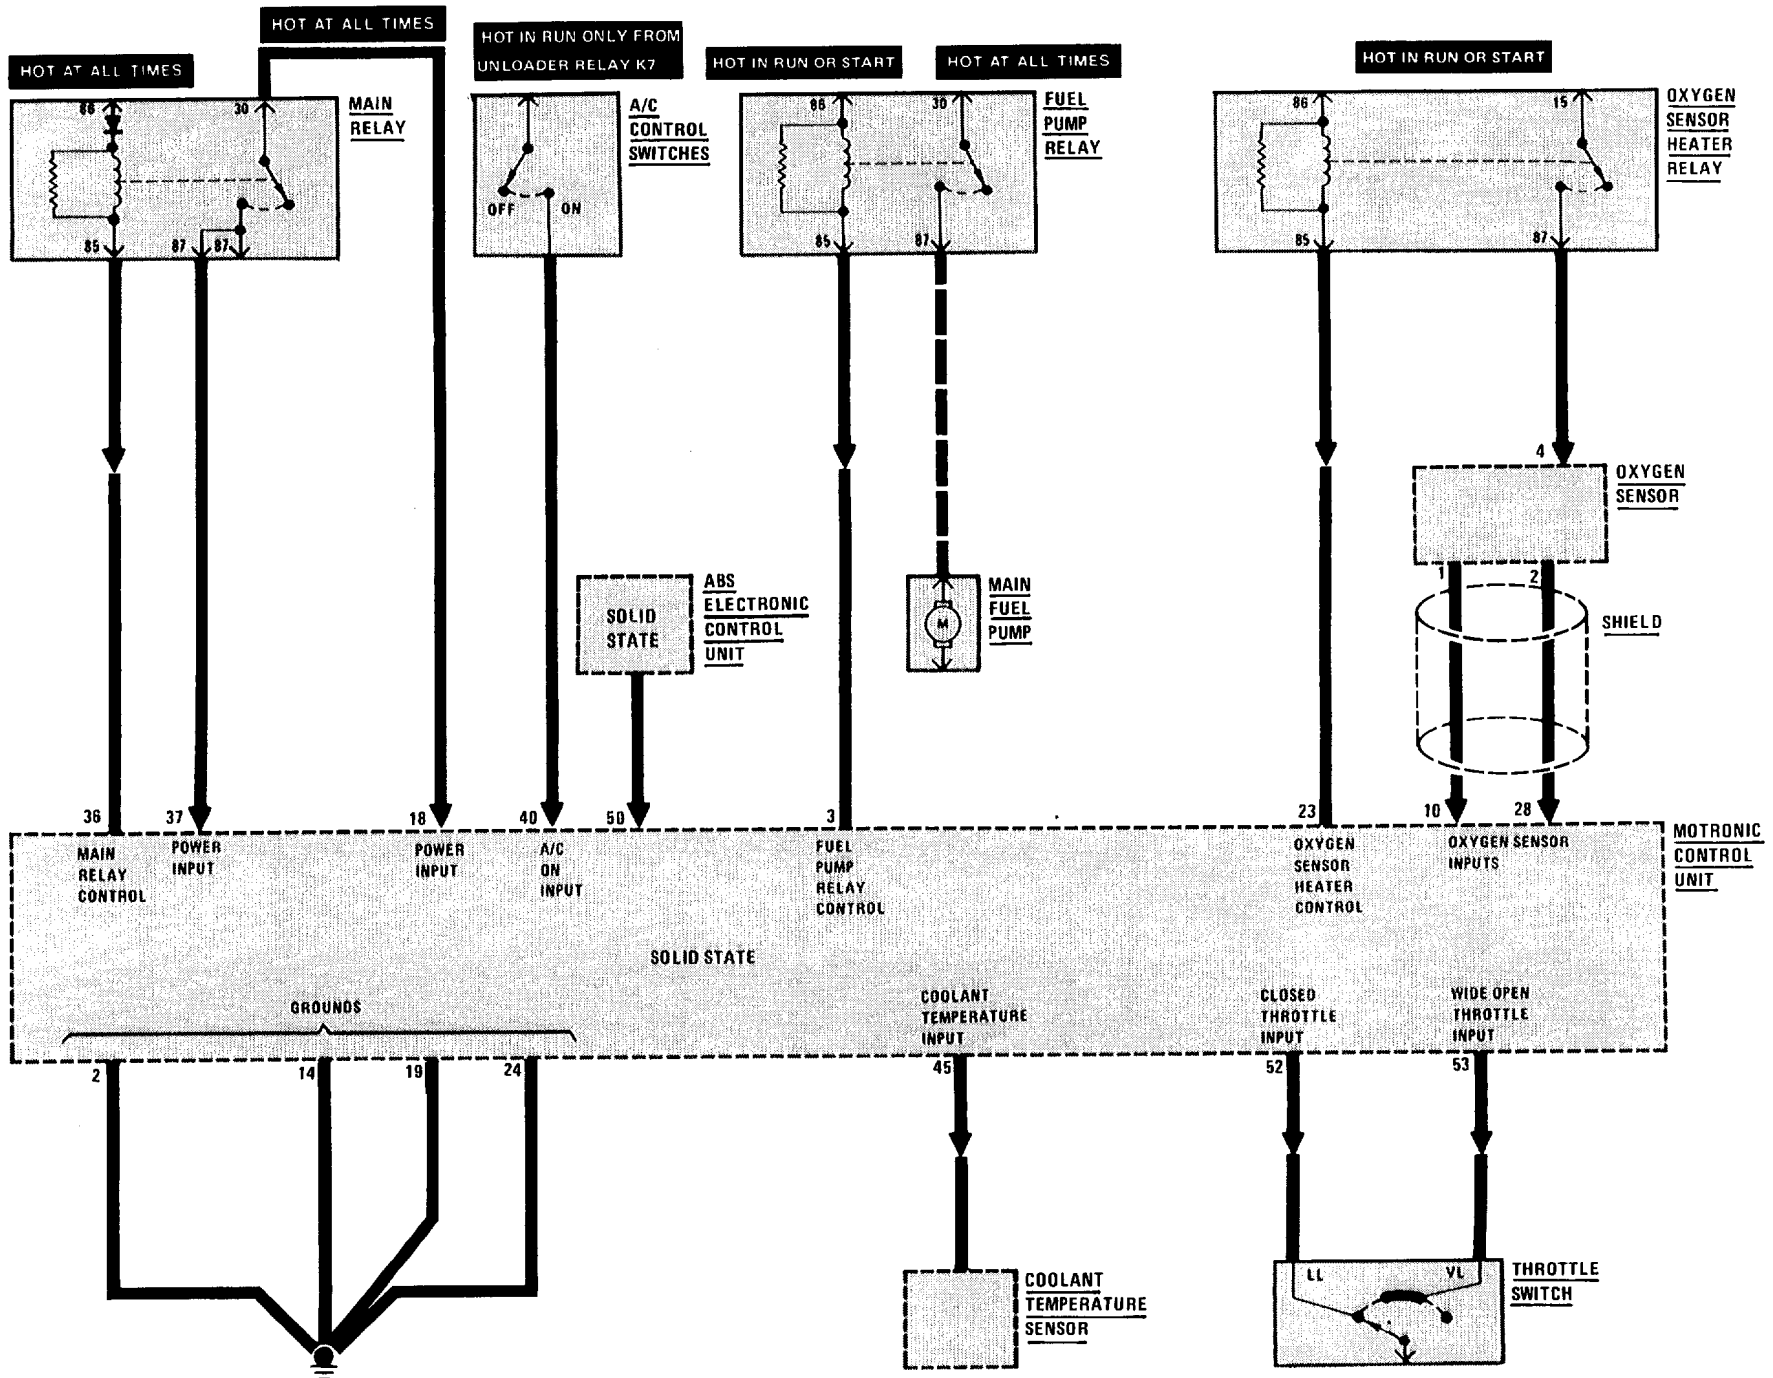 HOT AT ALL TIMES
HOT AT ALL TIMES
HOT IN RUN ONLY FROM
UNLOADER RELAY K7
HOT IN RUN OR START
HOT AT ALL TIMES
HOT IN RUN OR START
86
30
MAIN
RELAY
85
87
87
A/C
CONTROL
SWITCHES
OFF
ON
86
30
FUEL
PUMP
RELAY
85
87
86
15
OXYGEN
SENSOR
HEATER
RELAY
85
87
4
OXYGEN
SENSOR
1
2
SHIELD
SOLID
STATE
ABS
ELECTRONIC
CONTROL
UNIT
M
MAIN
FUEL
PUMP
36
37
18
40
50
3
23
10
28
MAIN
RELAY
CONTROL
POWER
INPUT
POWER
INPUT
A/C
ON
INPUT
FUEL
PUMP
RELAY
CONTROL
OXYGEN
SENSOR
HEATER
CONTROL
OXYGEN SENSOR
INPUTS
MOTRONIC
CONTROL
UNIT
SOLID STATE
GROUNDS
COOLANT
TEMPERATURE
INPUT
CLOSED
THROTTLE
INPUT
WIDE OPEN
THROTTLE
INPUT
2
14
19
24
45
52
53
COOLANT
TEMPERATURE
SENSOR
LL
VL
THROTTLE
SWITCH